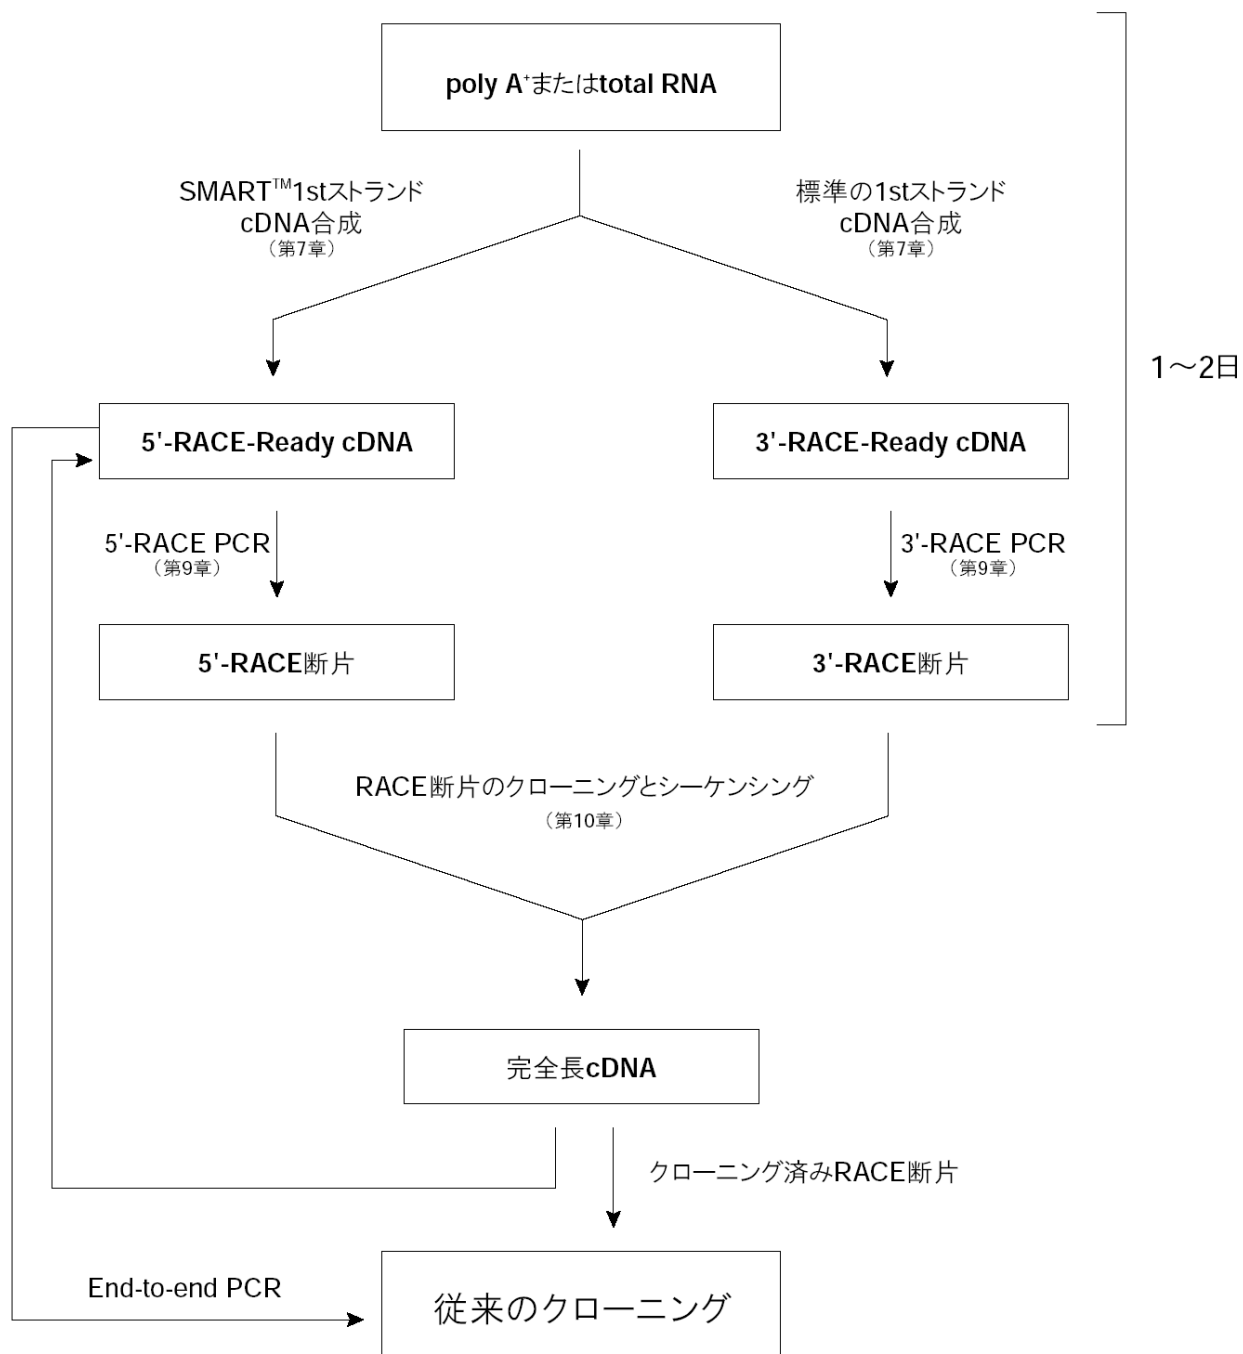 poly A⁺またはtotal RNA
SMART™1stストランド
cDNA合成
（第7章）
標準の1stストランド
cDNA合成
（第7章）
1～2日
5'-RACE-Ready cDNA
3'-RACE-Ready cDNA
5'-RACE PCR
（第9章）
3'-RACE PCR
（第9章）
5'-RACE断片
3'-RACE断片
RACE断片のクローニングとシーケンシング
（第10章）
完全長cDNA
クローニング済みRACE断片
End-to-end PCR
従来のクローニング